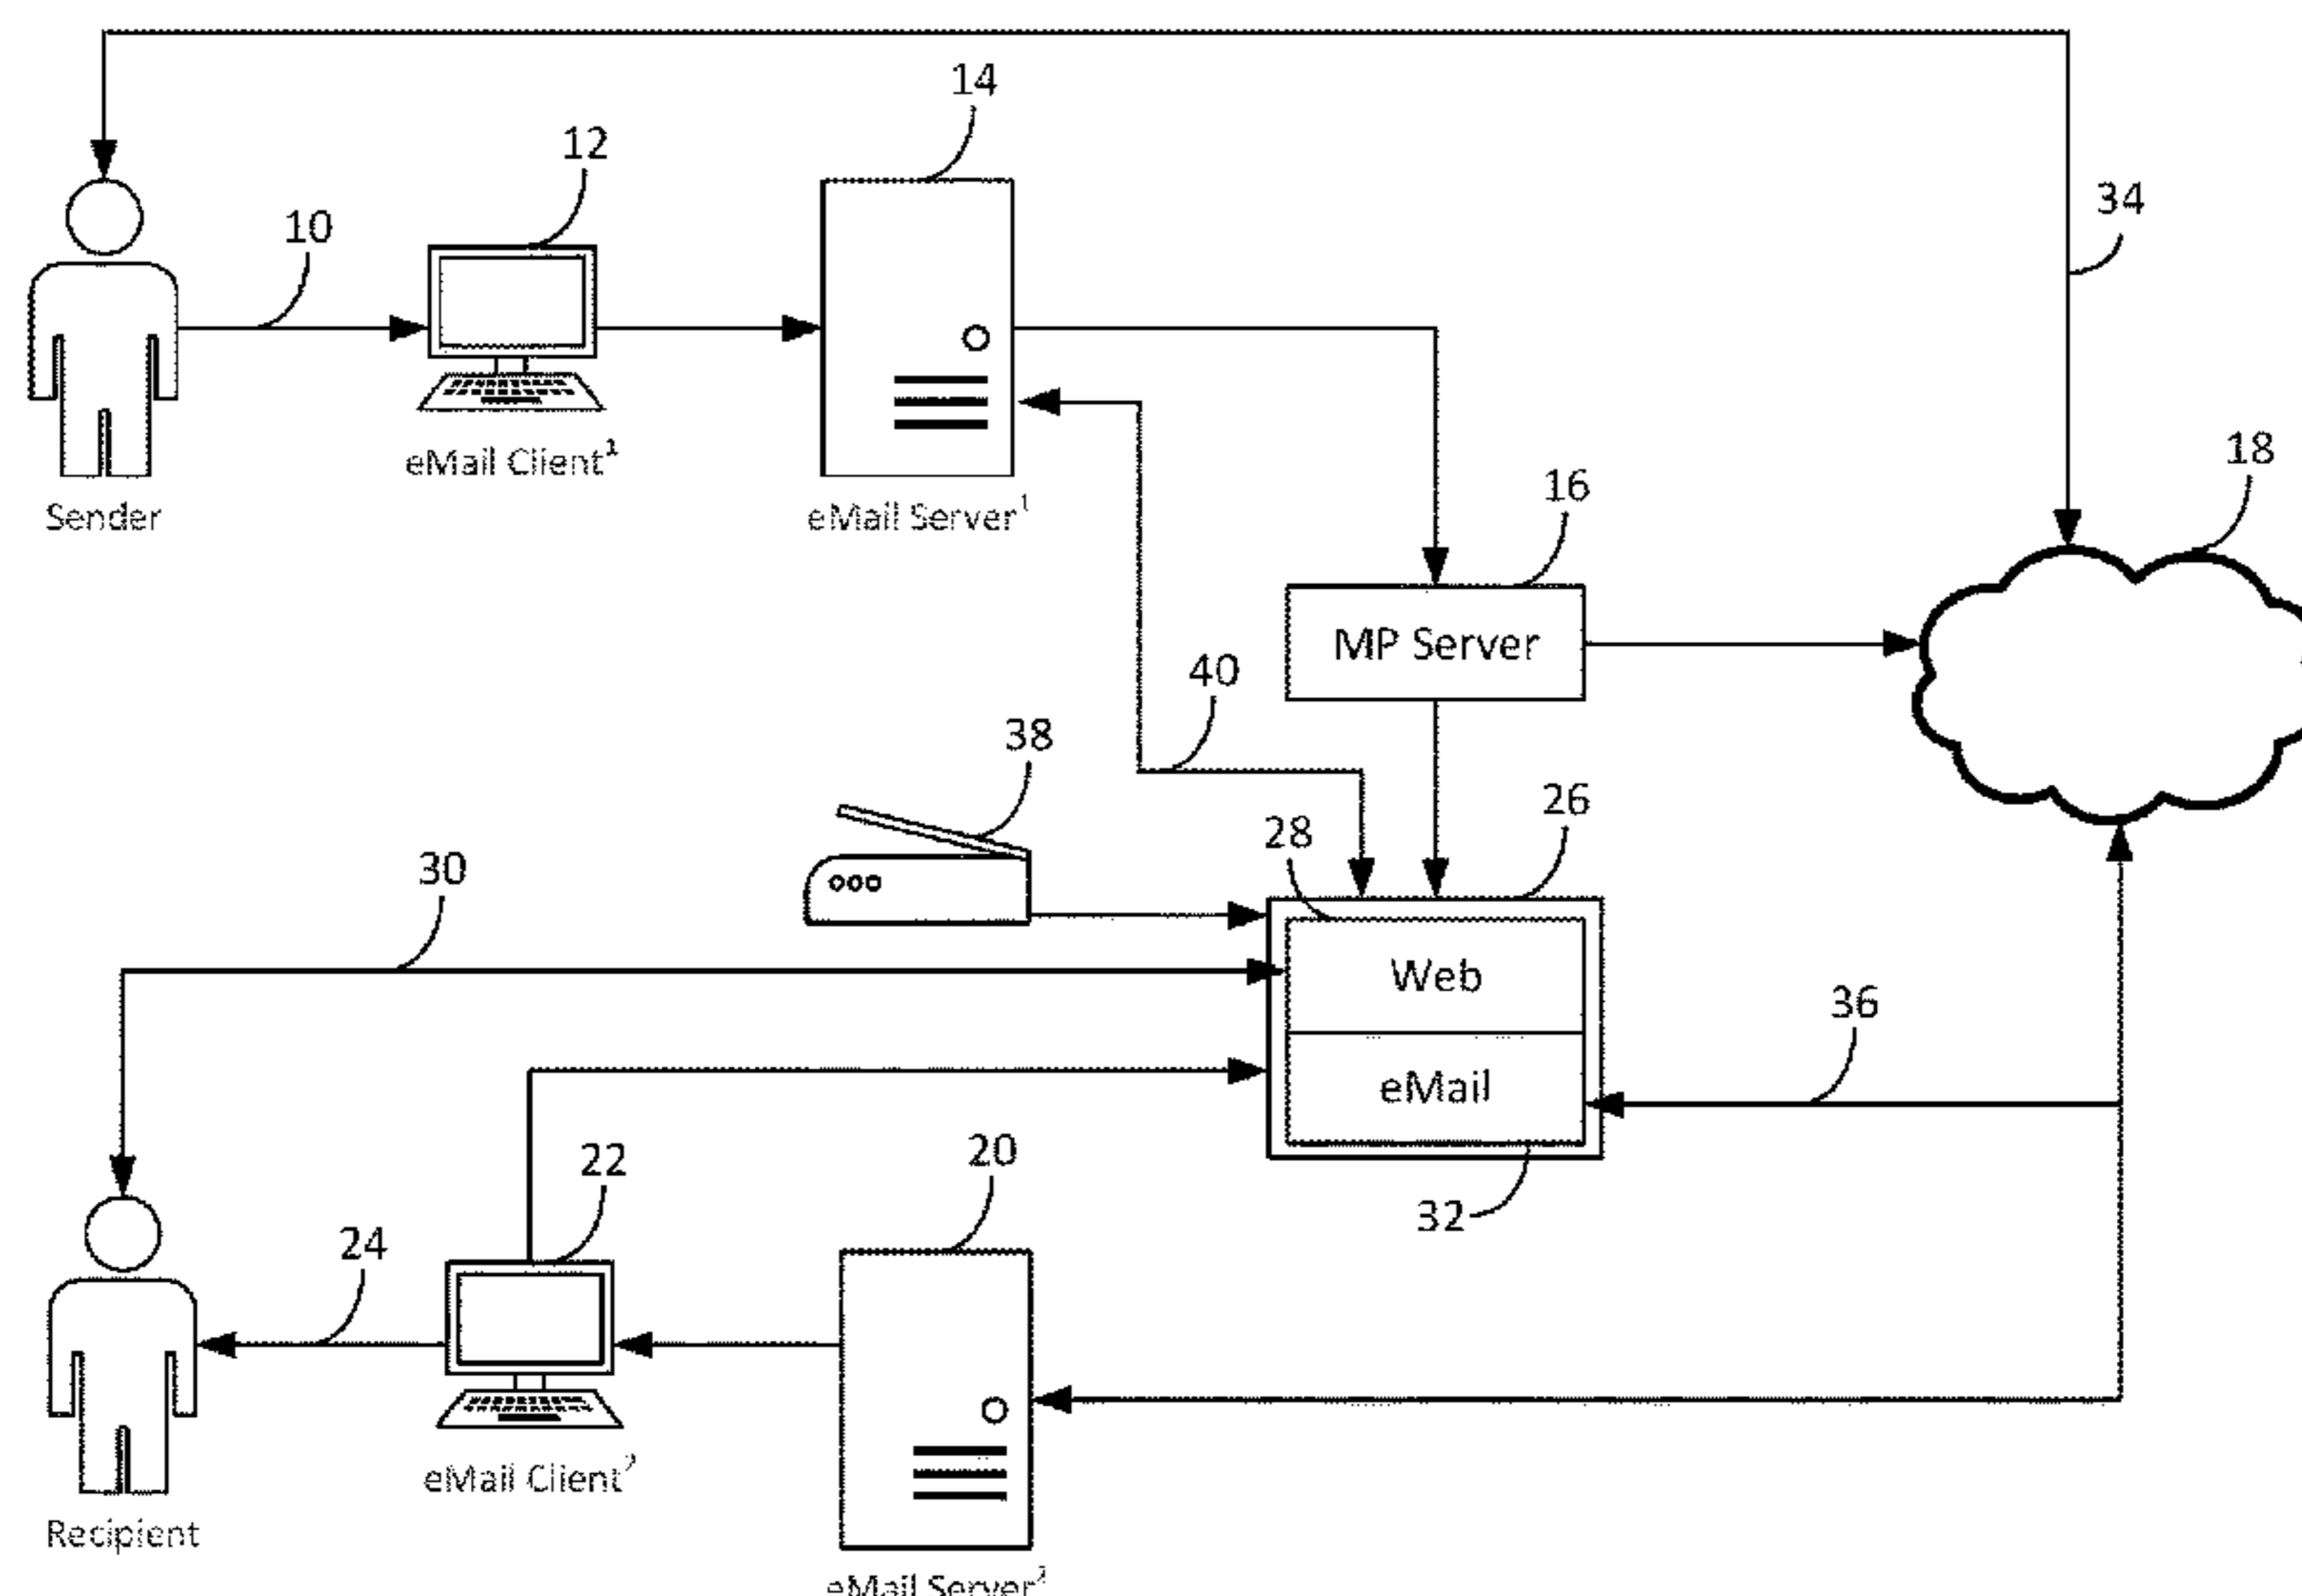 14
12
34
10
18
eMail Client¹
16
Sender
eMail Server¹
MP Server
40
38
26
28
30
Web
36
eMail
20
22
32
24
eMail Client²
Recipient
eMail Server²